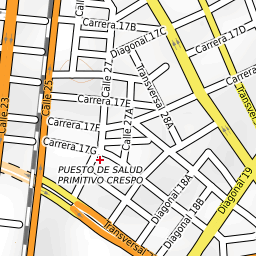 Carrera 17B
Diagonal 17C
Carrera 17D
Calle 27
Calle 25
Transversal 28A
Carrera 17E
Calle 23
Carrera 17F
Calle 27A
Carrera 17G
PUESTO DE SALUD
PRIMITIVO CRESPO
Diagonal 18A
Diagonal 19
Diagonal 18B
Transversal